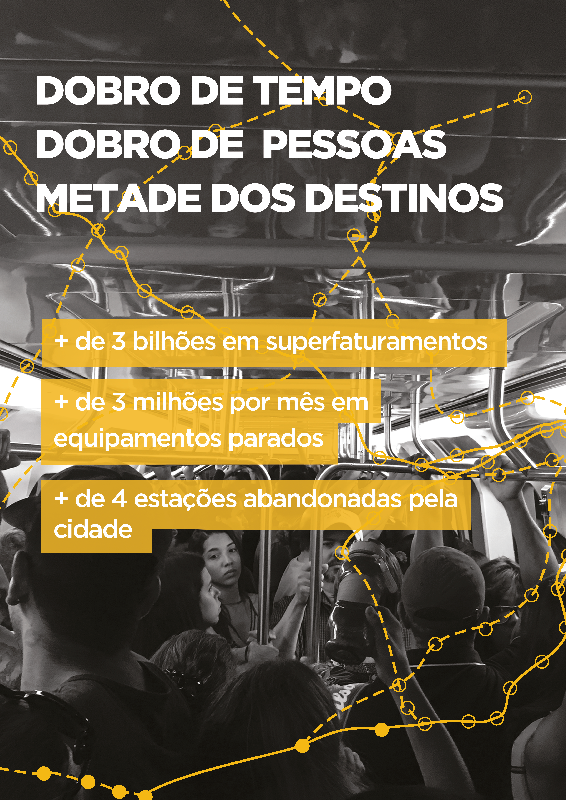 DOBRO DE TEMPO
DOBRO DE PESSOAS
METADE DOS DESTINOS
+ de 3 bilhões em superfaturamentos
+ de 3 milhões por mês em
equipamentos parados
+ de 4 estações abandonadas pela
cidade